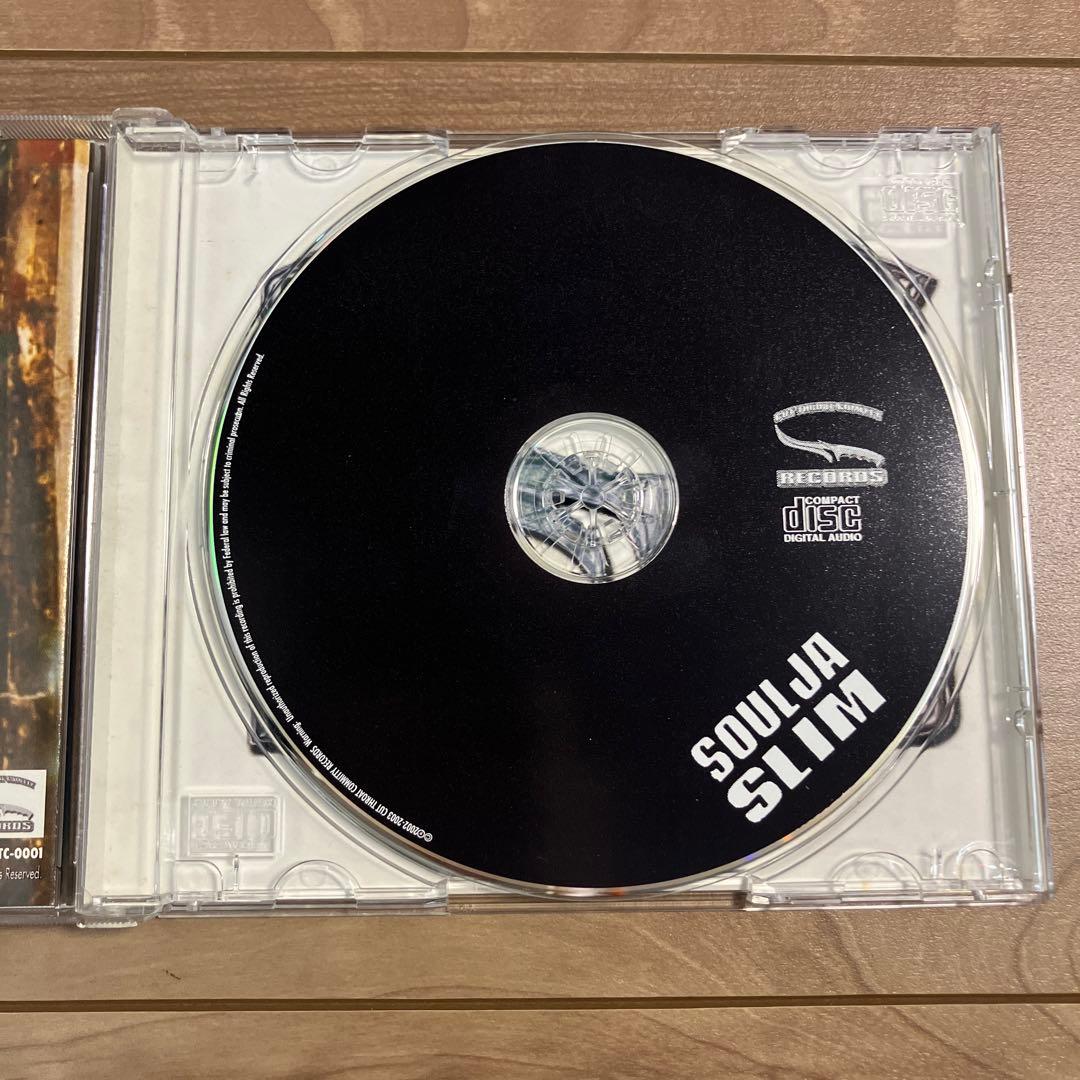 CUT THROAT COMMITTY
RECORDS
COMPACT
disc
DIGITAL AUDIO
SOULJA
SLIM
©℗2002-2003 CUT THROAT COMMITTY RECORDS Warning: Unauthorized reproduction of this recording is prohibited by Federal law and may be subject to criminal prosecution. All Rights Reserved.
TC-0001
s Reserved.